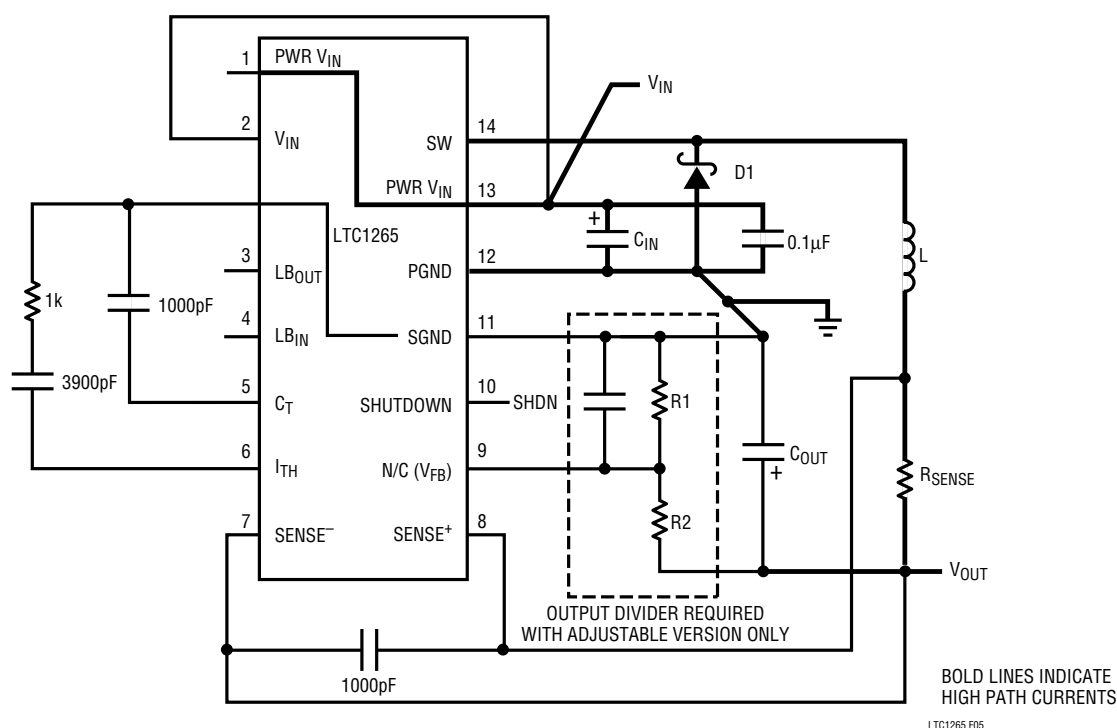 1
PWR VIN
VIN
2
VIN
SW
14
D1
PWR VIN
13
LTC1265
+
CIN
0.1µF
L
3
LBOUT
PGND
12
1k
1000pF
4
LBIN
SGND
11
3900pF
5
CT
SHUTDOWN
10
SHDN
R1
6
ITH
N/C (VFB)
9
COUT
+
RSENSE
R2
7
SENSE–
SENSE+
8
VOUT
OUTPUT DIVIDER REQUIRED
WITH ADJUSTABLE VERSION ONLY
1000pF
BOLD LINES INDICATE
HIGH PATH CURRENTS
LTC1265 F05